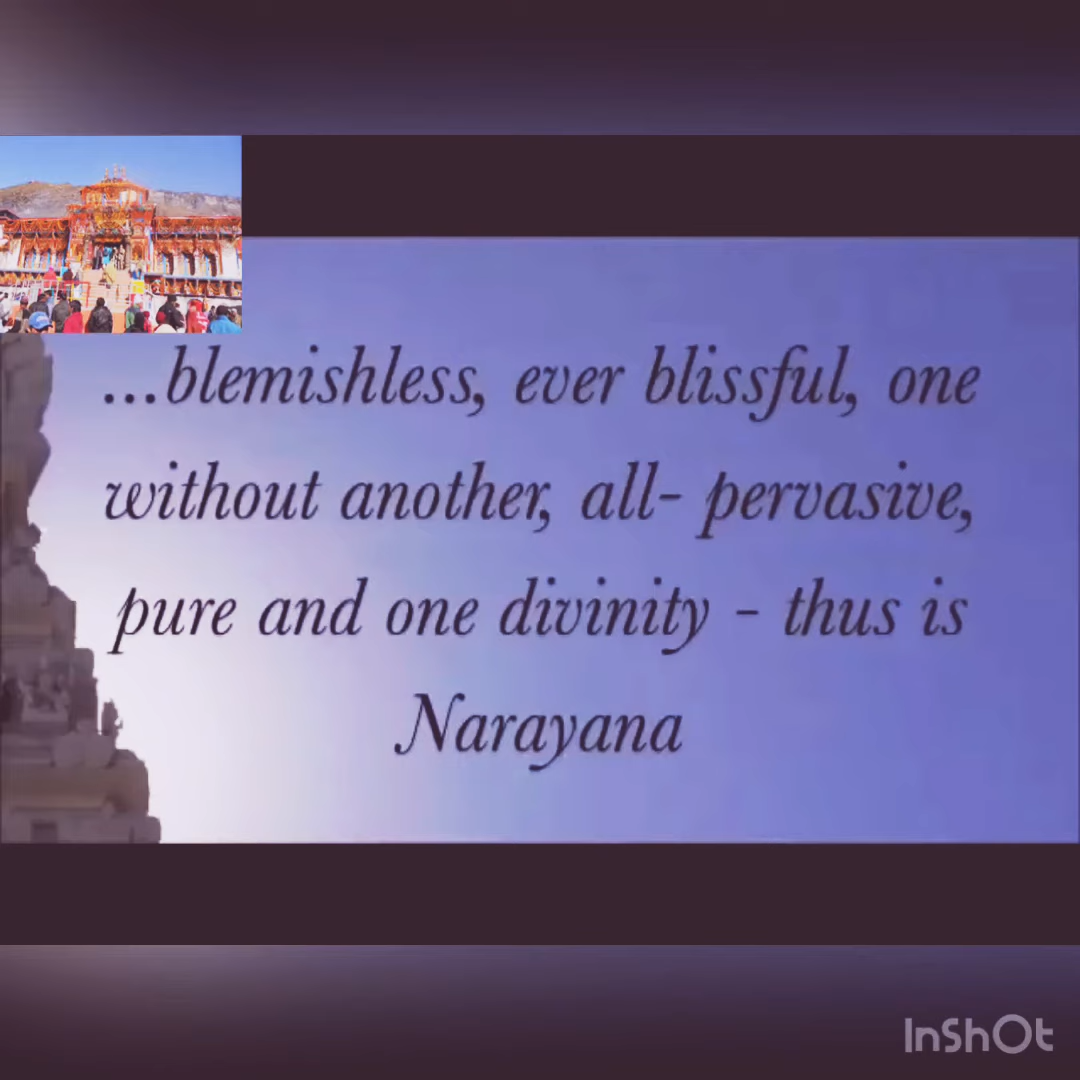 ...blemishless, ever blissful, one
without another, all- pervasive,
pure and one divinity - thus is
Narayana
InShOt